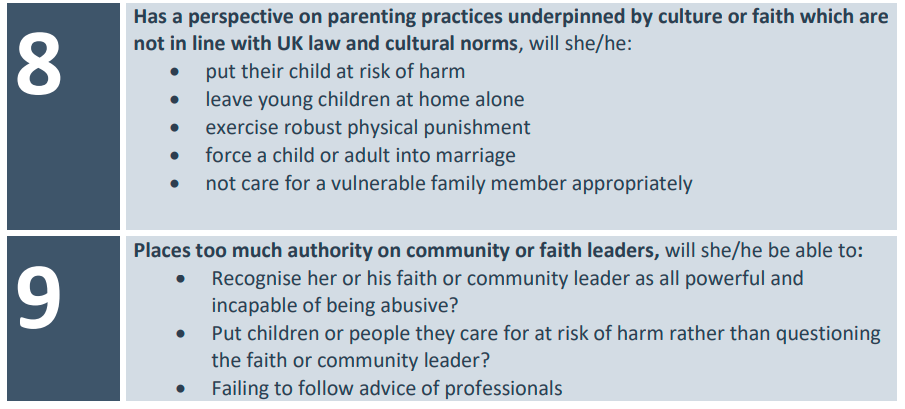 8
Has a perspective on parenting practices underpinned by culture or faith which are
not in line with UK law and cultural norms, will she/he:
• put their child at risk of harm
• leave young children at home alone
• exercise robust physical punishment
• force a child or adult into marriage
• not care for a vulnerable family member appropriately
9
Places too much authority on community or faith leaders, will she/he be able to:
• Recognise her or his faith or community leader as all powerful and
incapable of being abusive?
• Put children or people they care for at risk of harm rather than questioning
the faith or community leader?
• Failing to follow advice of professionals